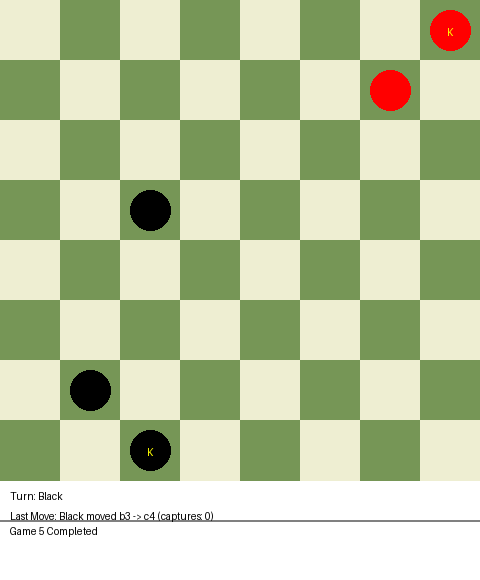 K
K
Turn: Black
Last Move: Black moved b3 -> c4 (captures: 0)
Game 5 Completed